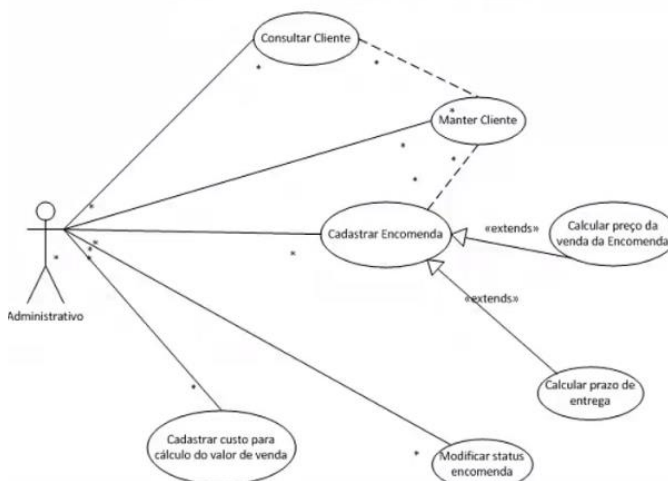 Consultar Cliente
Manter Cliente
Cadastrar Encomenda
«extends»
Calcular preço da
venda da Encomenda
«extends»
Administrativo
Calcular prazo de
entrega
Cadastrar custo para
cálculo do valor de venda
Modificar status
encomenda